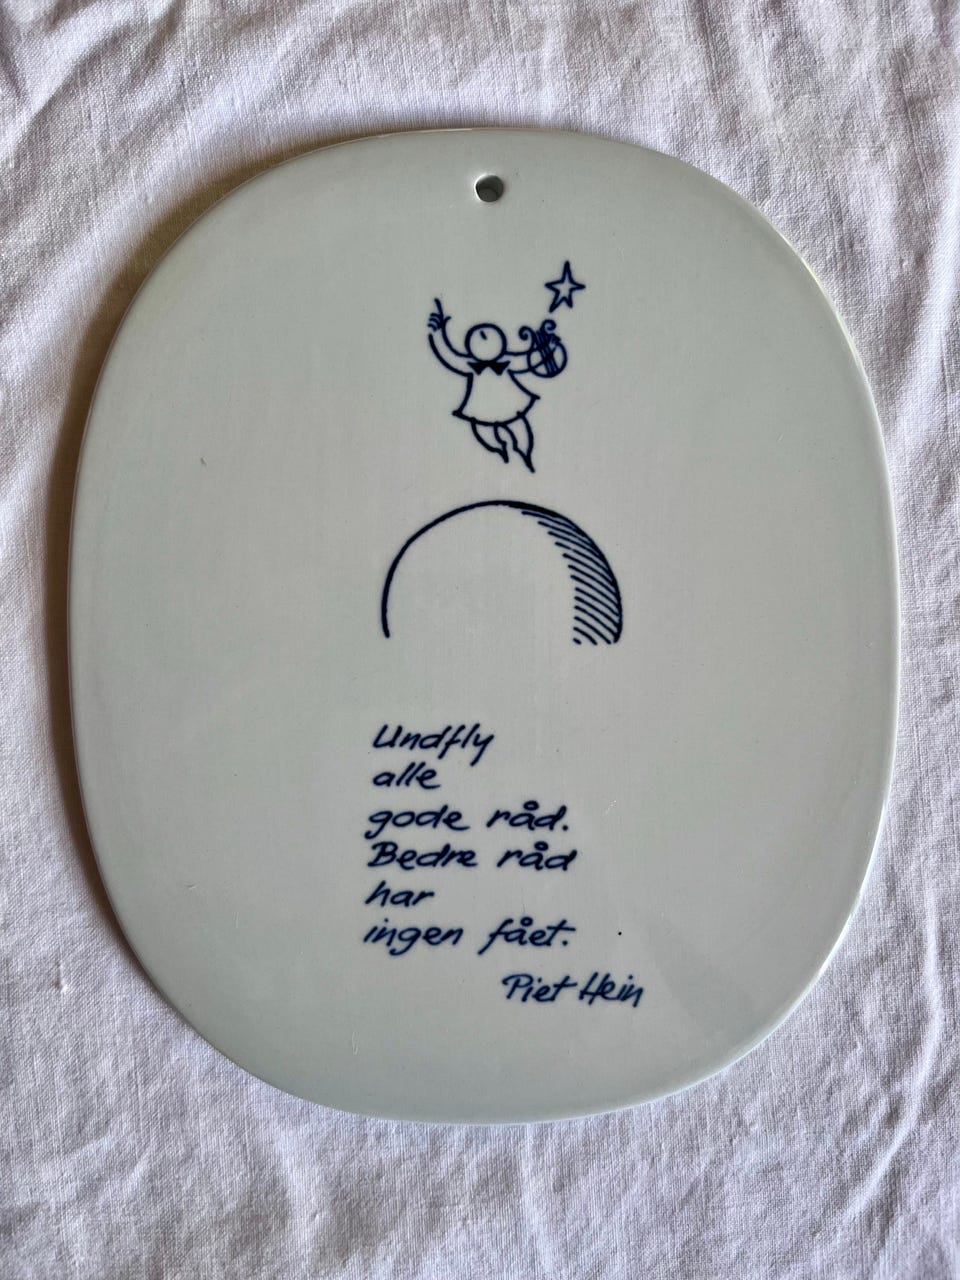 Undfly
alle
gode råd.
Bedre råd
har
ingen fået.
Piet Hein